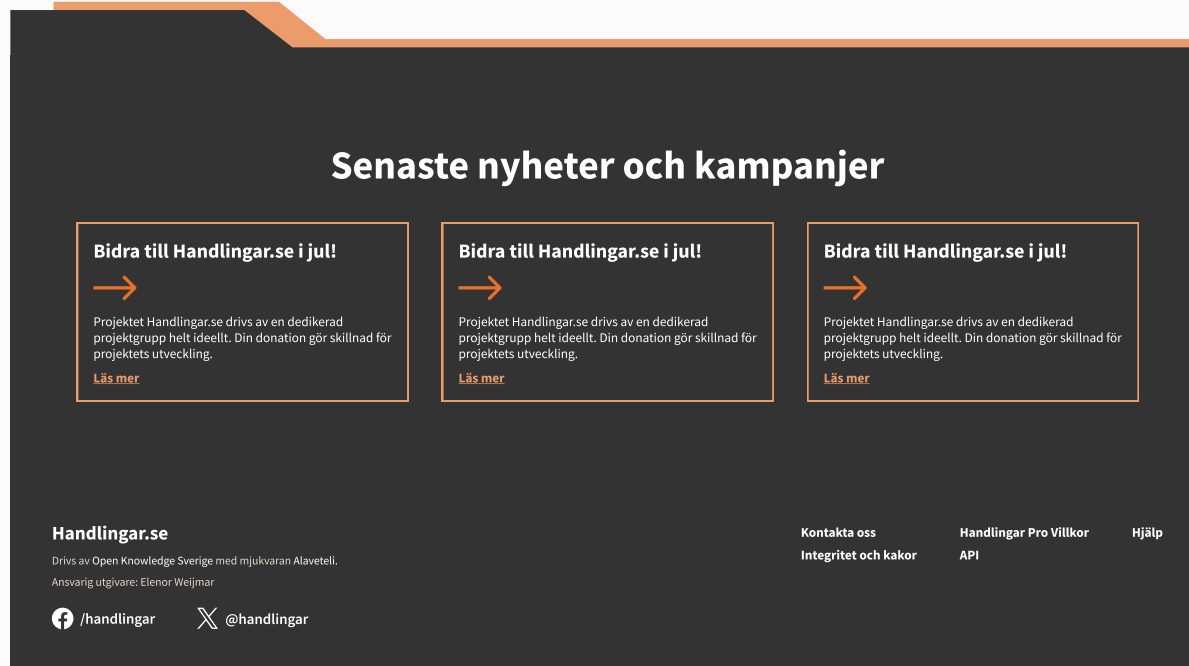 Senaste nyheter och kampanjer
Bidra till Handlingar.se i jul!
Projektet Handlingar.se drivs av en dedikerad
projektgrupp helt ideellt. Din donation gör skillnad för
projektets utveckling.
Läs mer
Bidra till Handlingar.se i jul!
Projektet Handlingar.se drivs av en dedikerad
projektgrupp helt ideellt. Din donation gör skillnad för
projektets utveckling.
Läs mer
Bidra till Handlingar.se i jul!
Projektet Handlingar.se drivs av en dedikerad
projektgrupp helt ideellt. Din donation gör skillnad för
projektets utveckling.
Läs mer
Handlingar.se
Drivs av Open Knowledge Sverige med mjukvaran Alaveteli.
Ansvarig utgivare: Elenor Weijmar
/handlingar
@handlingar
Kontakta oss
Integritet och kakor
Handlingar Pro Villkor
API
Hjälp